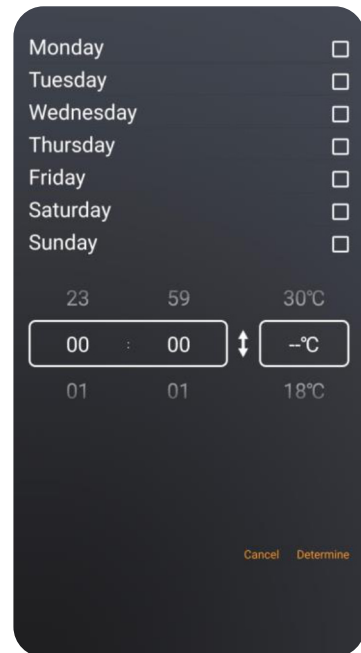 Monday
Tuesday
Wednesday
Thursday
Friday
Saturday
Sunday
23 59 30℃
00 : 00 --℃
01 01 18℃
Cancel Determine